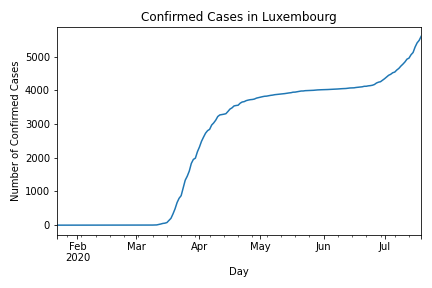 Confirmed Cases in Luxembourg
Number of Confirmed Cases
5000
4000
3000
2000
1000
0
Feb Mar Apr May Jun Jul
2020
Day